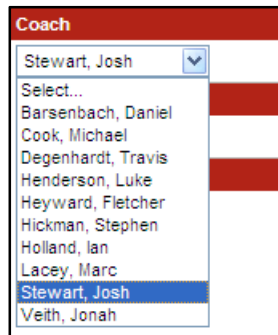 Coach
Stewart, Josh
Select...
Barsenbach, Daniel
Cook, Michael
Degenhardt, Travis
Henderson, Luke
Heyward, Fletcher
Hickman, Stephen
Holland, Ian
Lacey, Marc
Stewart, Josh
Veith, Jonah